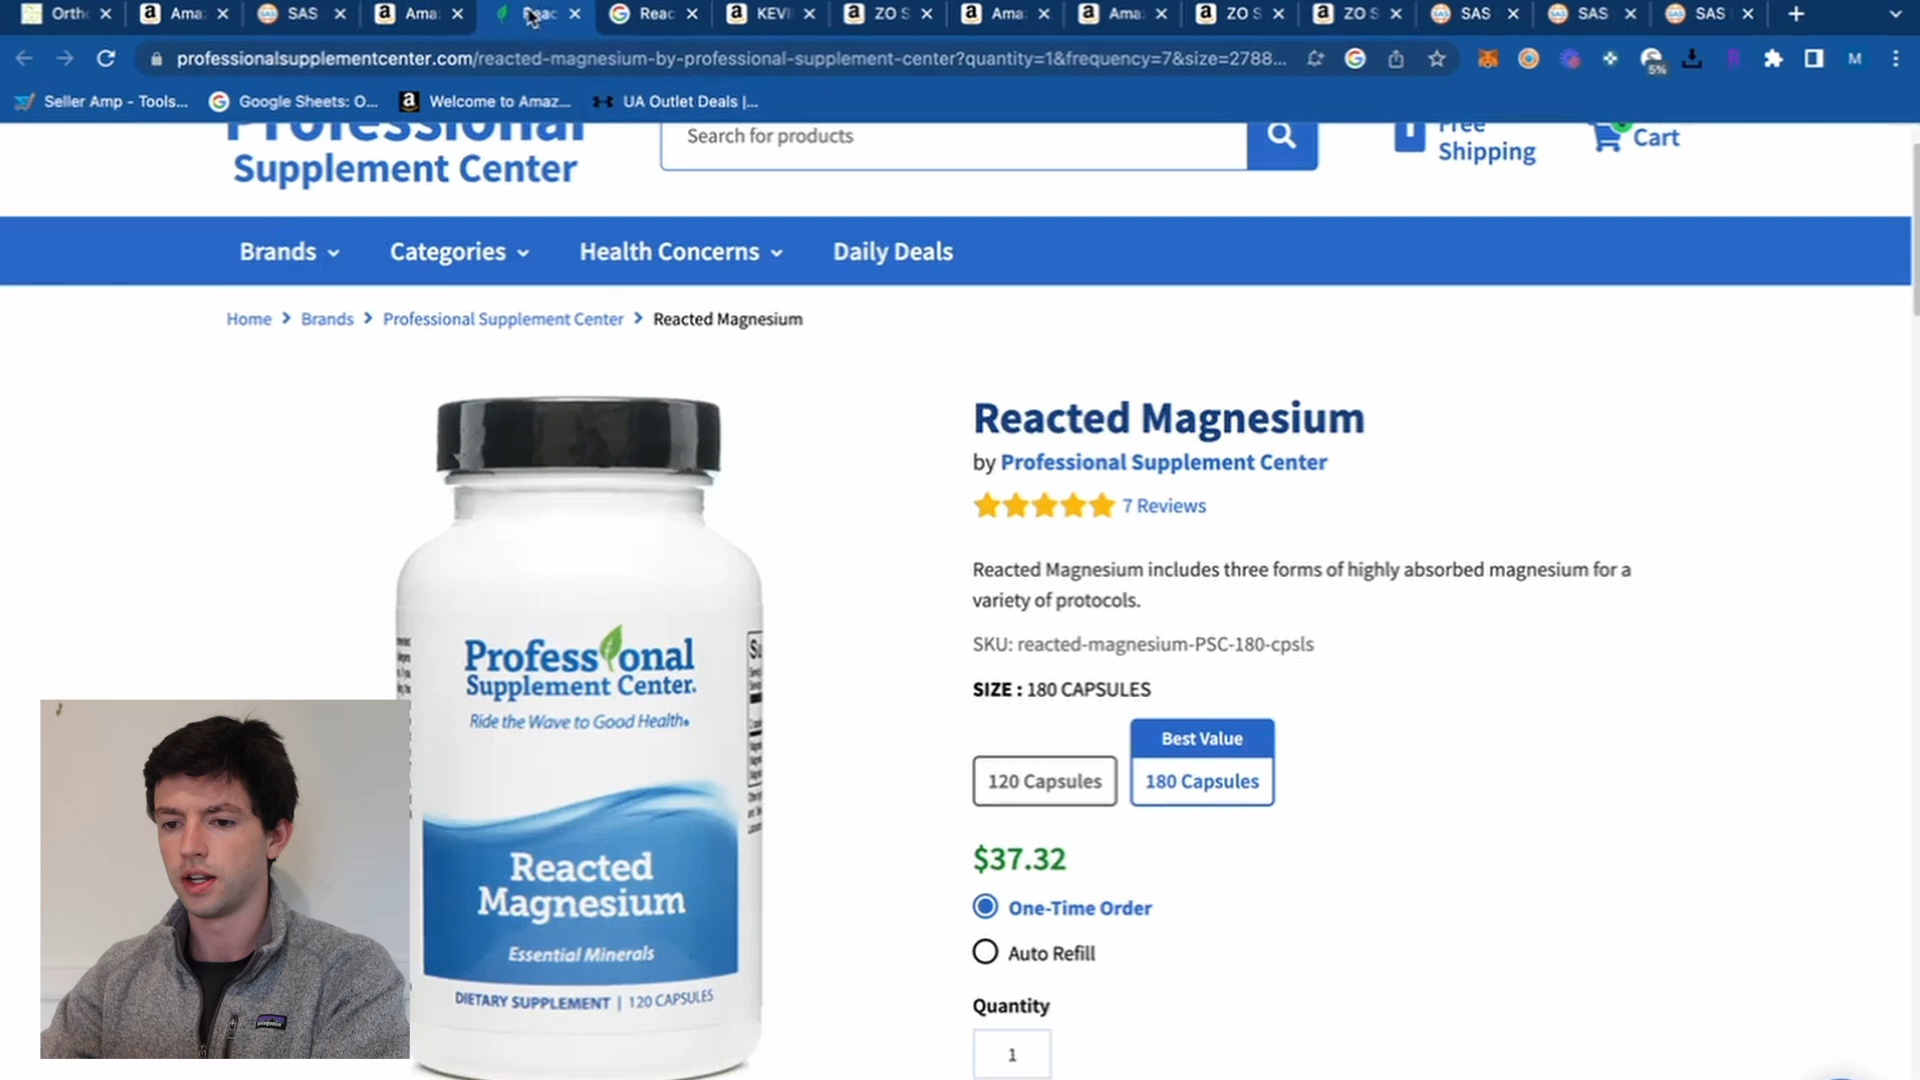 Ortho
Ama
SAS
Ama
Reac
Reac
KEVI
ZO S
Ama
Ama
ZO S
ZO S
SAS
SAS
SAS
professionalsupplementcenter.com/reacted-magnesium-by-professional-supplement-center?quantity=1&frequency=7&size=2788...
5%
M
Seller Amp - Tools...
Google Sheets: O...
Welcome to Amaz...
UA Outlet Deals |...
Professional
Supplement Center
Search for products
Free
Shipping
Cart
Brands
Categories
Health Concerns
Daily Deals
Home > Brands > Professional Supplement Center > Reacted Magnesium
Reacted Magnesium
by Professional Supplement Center
7 Reviews
Reacted Magnesium includes three forms of highly absorbed magnesium for a
variety of protocols.
SKU: reacted-magnesium-PSC-180-cpsls
SIZE : 180 CAPSULES
Best Value
120 Capsules
180 Capsules
$37.32
One-Time Order
Auto Refill
Quantity
1
Professional
Supplement Center.
Ride the Wave to Good Health
Reacted
Magnesium
Essential Minerals
DIETARY SUPPLEMENT | 120 CAPSULES
patagonia